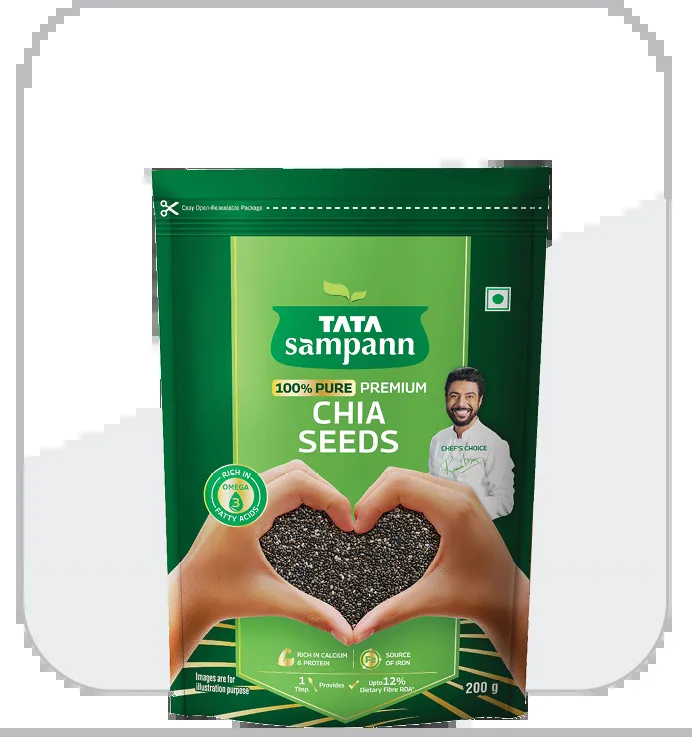 Easy Open-Resealable Package
TATA
sampann
100% PURE PREMIUM
CHIA
SEEDS
CHEF'S CHOICE
RICH IN
OMEGA
3
FATTY ACIDS
RICH IN CALCIUM
& PROTEIN
SOURCE
OF IRON
1
Tbsp.
Provides
Upto 12%
Dietary Fibre RDA*
Images are for
illustration purpose
200 g